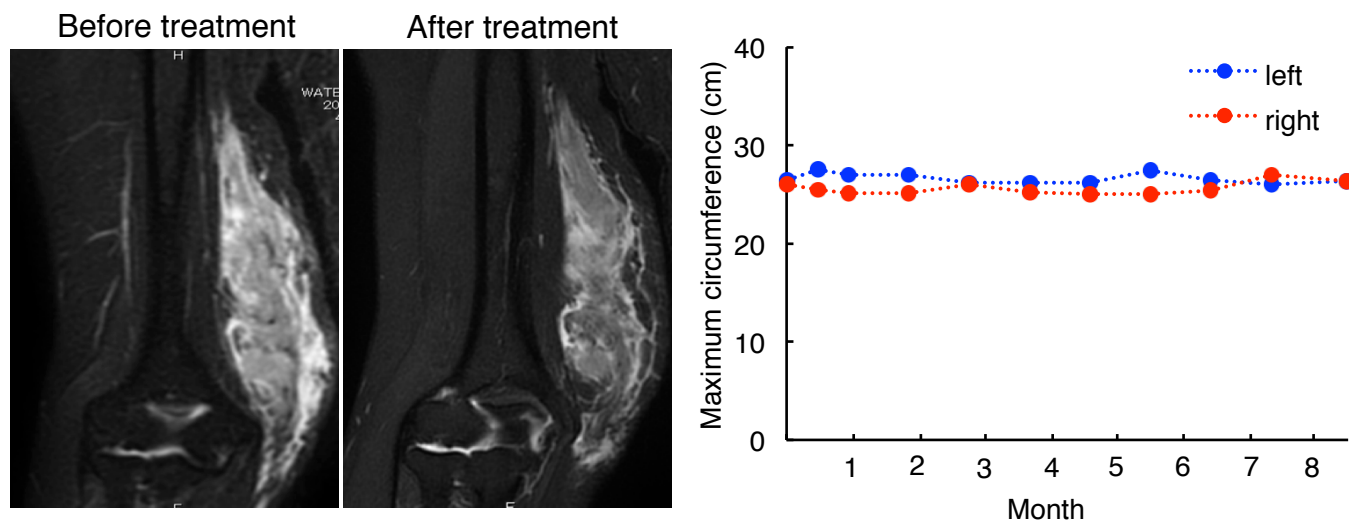 Before treatment
H
WATE
20
After treatment
Maximum circumference (cm)
40
30
20
10
0
left
right
1 2 3 4 5 6 7 8
Month